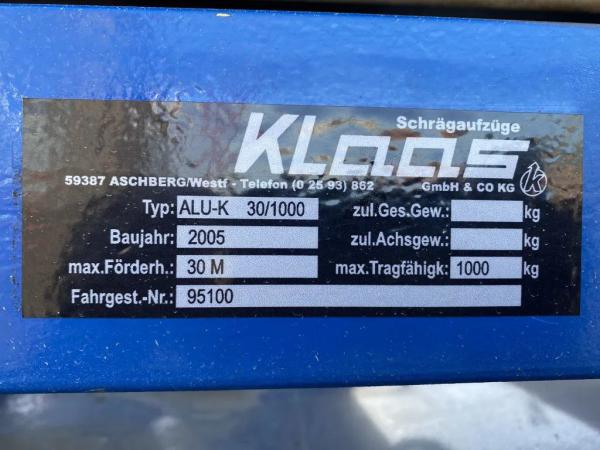 Schrägaufzüge
KLaas
59387 ASCHBERG/Westf - Telefon (0 25 93) 862 GmbH & CO KG
Typ: ALU-K 30/1000 zul.Ges.Gew.: kg
Baujahr: 2005 zul.Achsgew.: kg
max.Förderh.: 30 M max.Tragfähigk: 1000 kg
Fahrgest.-Nr.: 95100